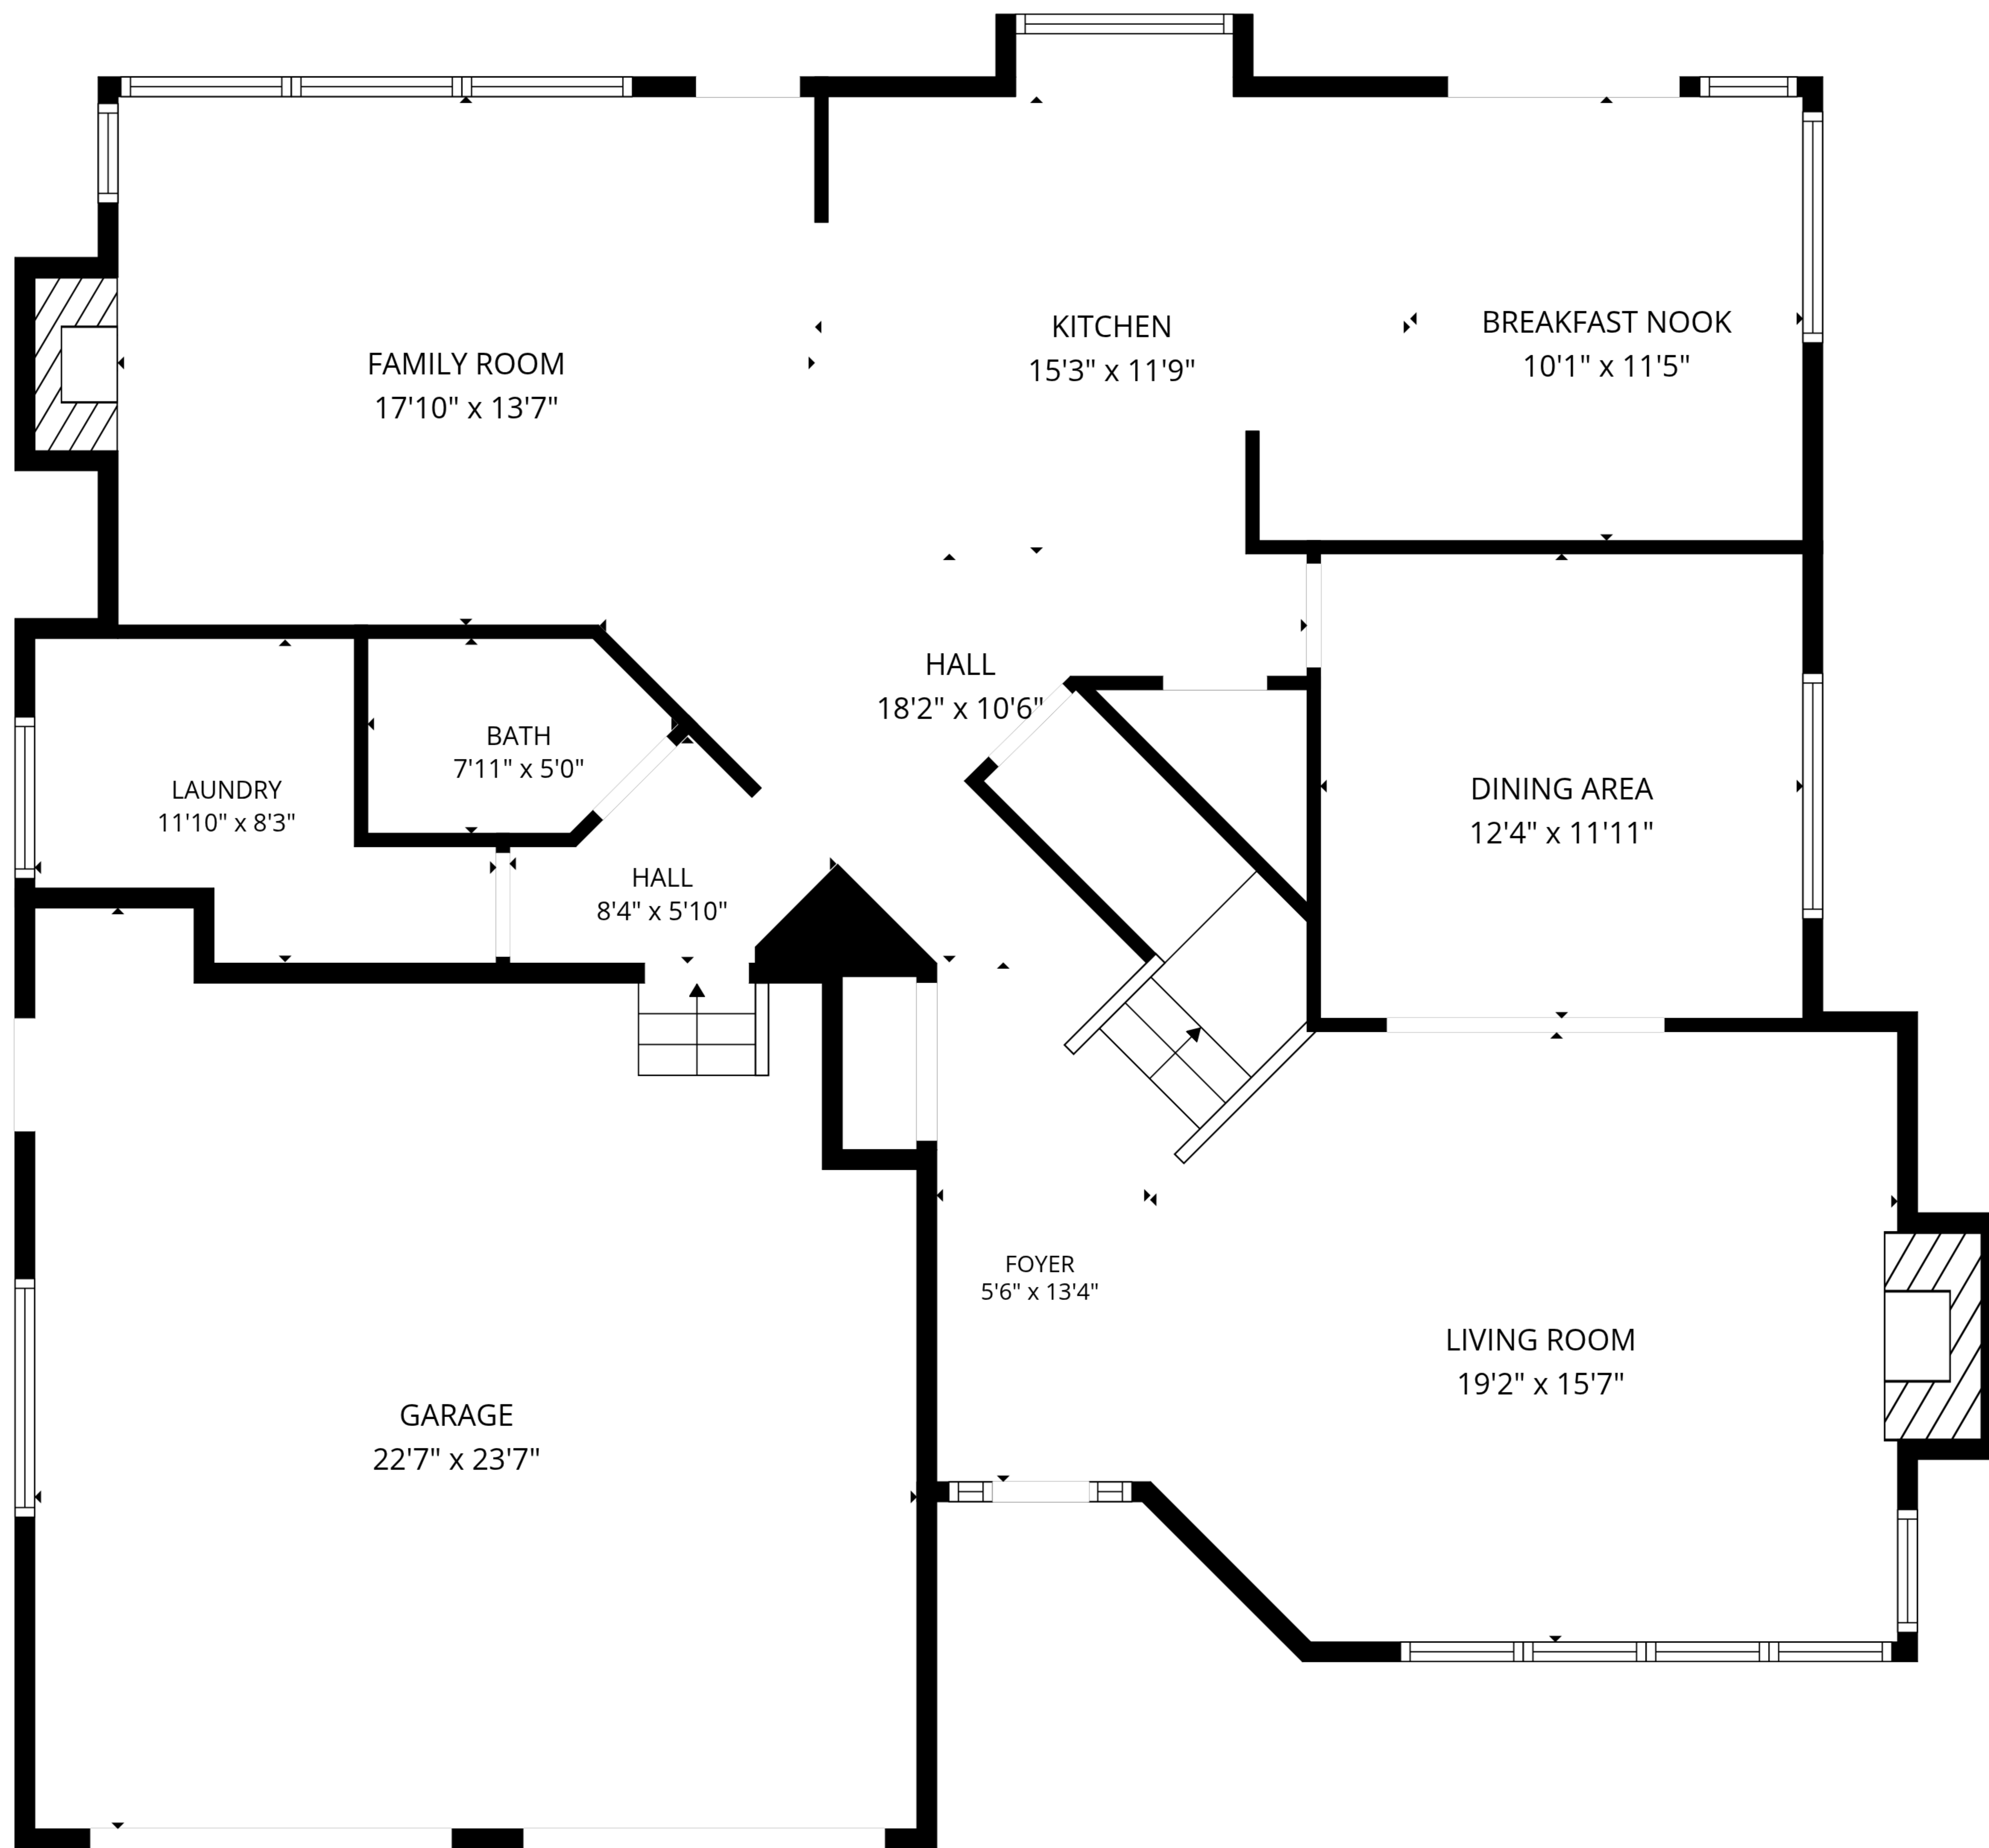 FAMILY ROOM
17'10" x 13'7"
KITCHEN
15'3" x 11'9"
BREAKFAST NOOK
10'1" x 11'5"
HALL
18'2" x 10'6"
BATH
7'11" x 5'0"
LAUNDRY
11'10" x 8'3"
HALL
8'4" x 5'10"
DINING AREA
12'4" x 11'11"
FOYER
5'6" x 13'4"
LIVING ROOM
19'2" x 15'7"
GARAGE
22'7" x 23'7"